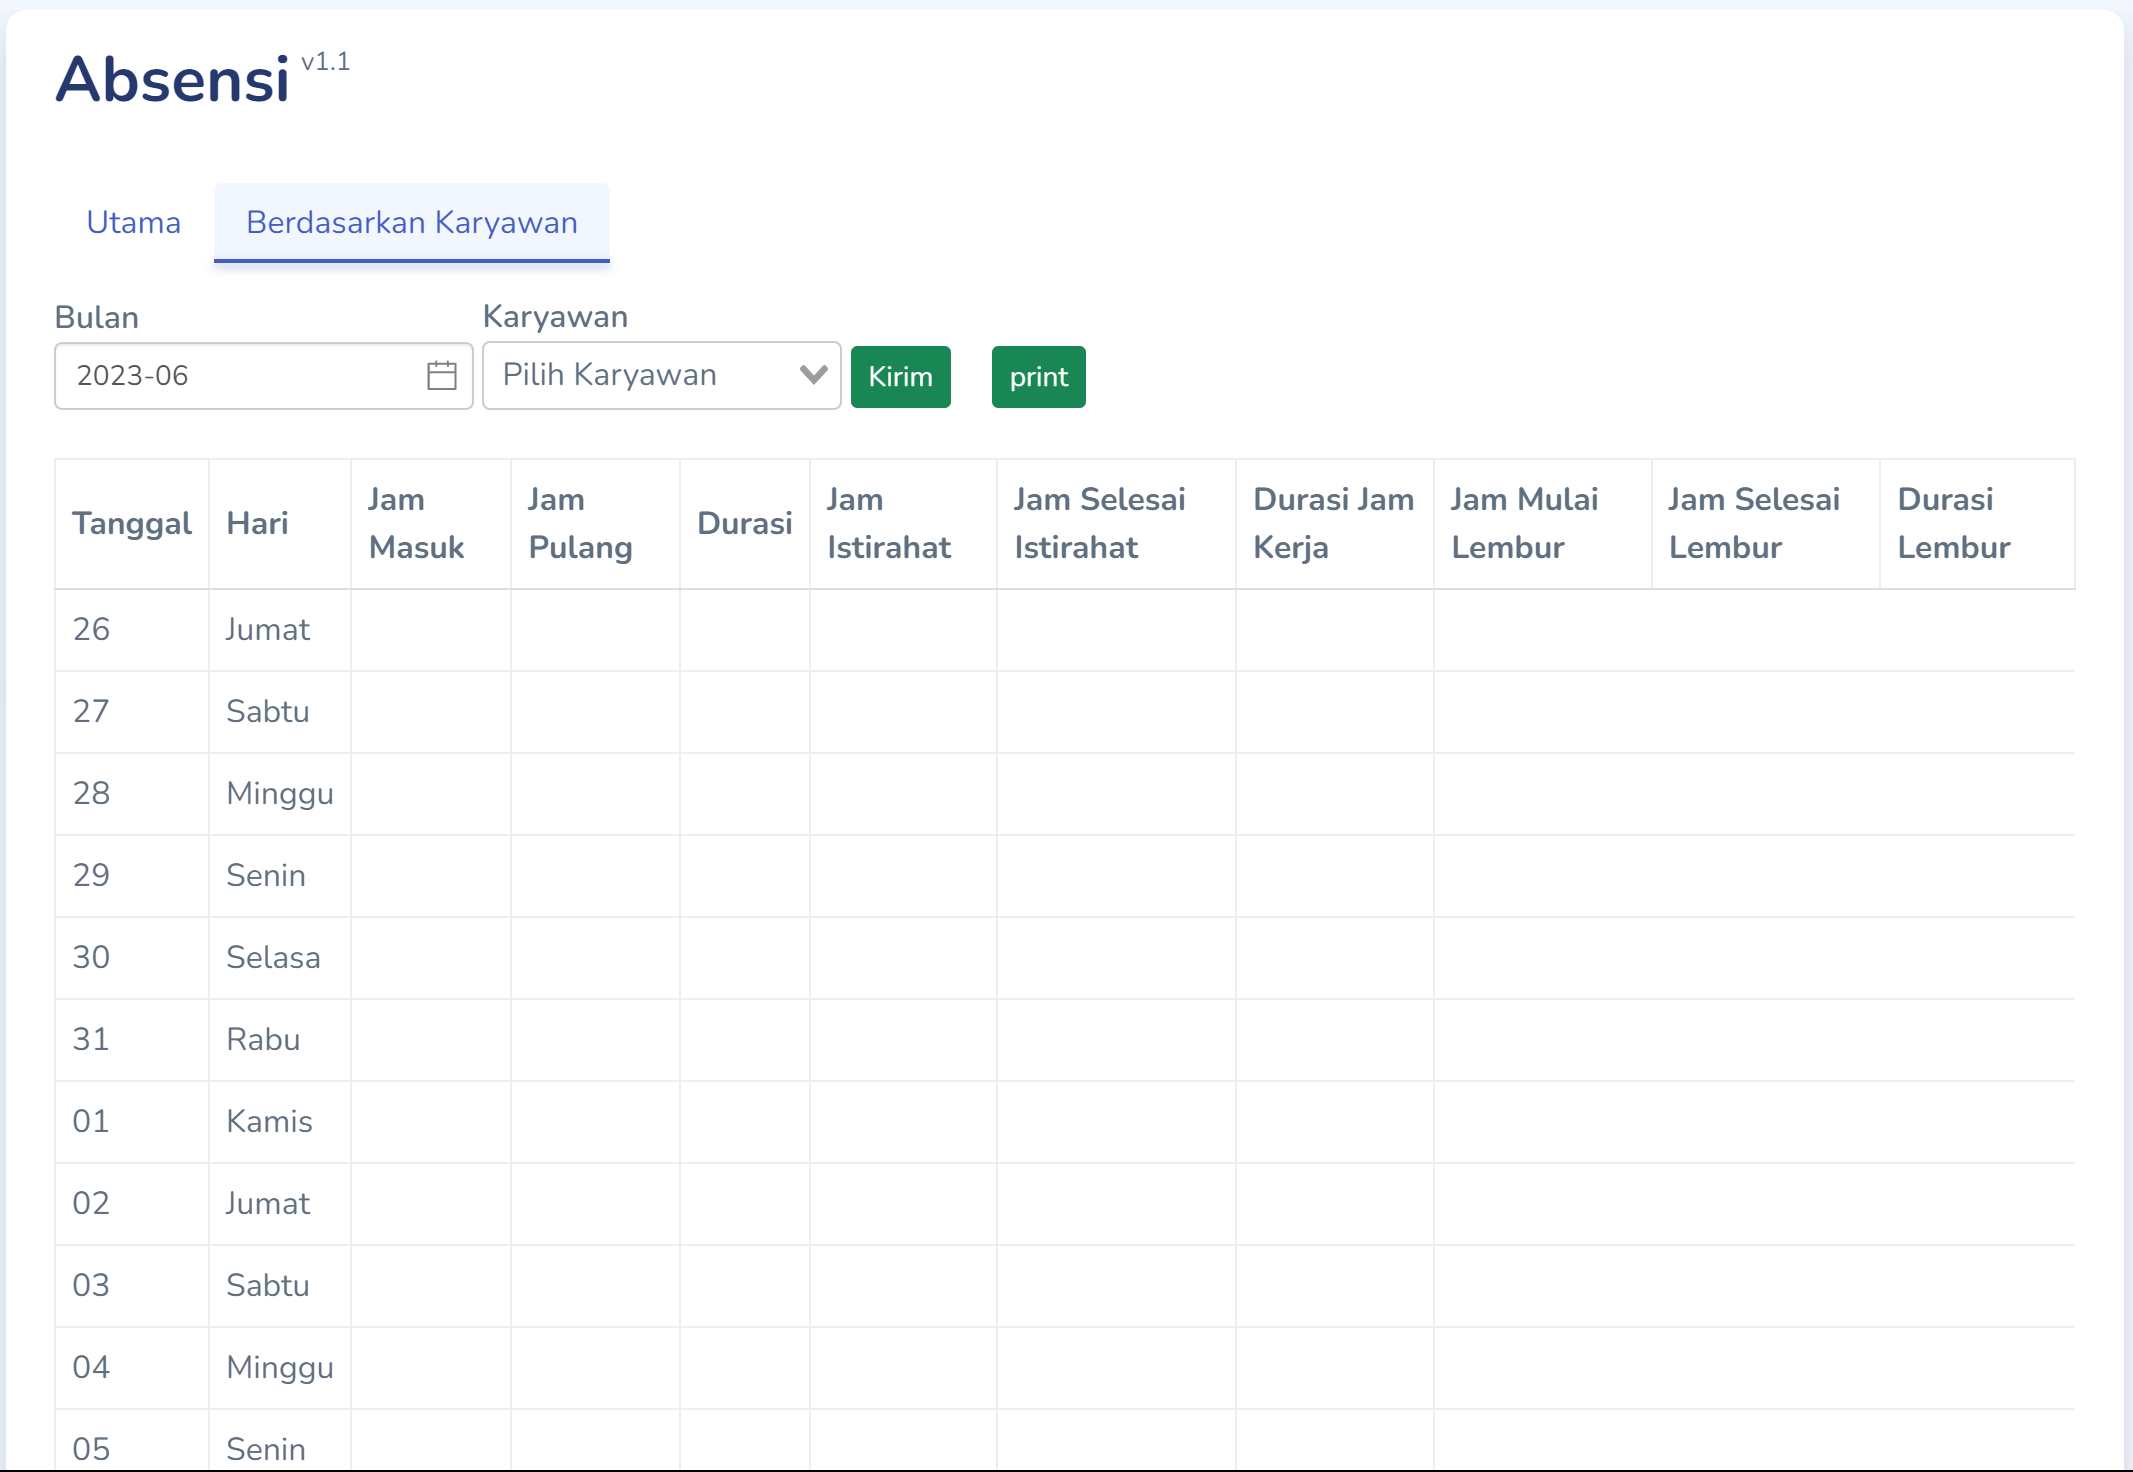 Absensi v1.1
Utama Berdasarkan Karyawan
Bulan Karyawan
2023-06 Pilih Karyawan Kirim print
Tanggal Hari Jam Masuk Jam Pulang Durasi Jam Istirahat Jam Selesai Istirahat Durasi Jam Kerja Jam Mulai Lembur Jam Selesai Lembur Durasi Lembur
26 Jumat
27 Sabtu
28 Minggu
29 Senin
30 Selasa
31 Rabu
01 Kamis
02 Jumat
03 Sabtu
04 Minggu
05 Senin